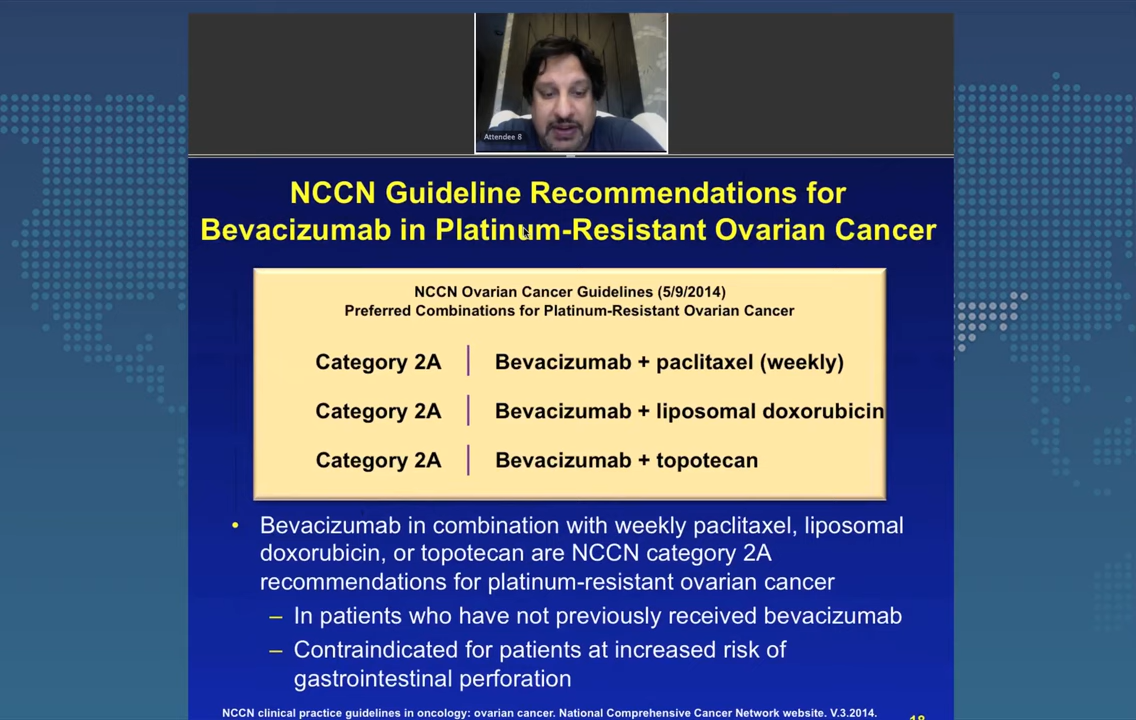 Attendee 8
NCCN Guideline Recommendations for
Bevacizumab in Platinum-Resistant Ovarian Cancer
NCCN Ovarian Cancer Guidelines (5/9/2014)
Preferred Combinations for Platinum-Resistant Ovarian Cancer
Category 2A | Bevacizumab + paclitaxel (weekly)
Category 2A | Bevacizumab + liposomal doxorubicin
Category 2A | Bevacizumab + topotecan
• Bevacizumab in combination with weekly paclitaxel, liposomal
doxorubicin, or topotecan are NCCN category 2A
recommendations for platinum-resistant ovarian cancer
– In patients who have not previously received bevacizumab
– Contraindicated for patients at increased risk of
gastrointestinal perforation
NCCN clinical practice guidelines in oncology: ovarian cancer. National Comprehensive Cancer Network website. V.3.2014.